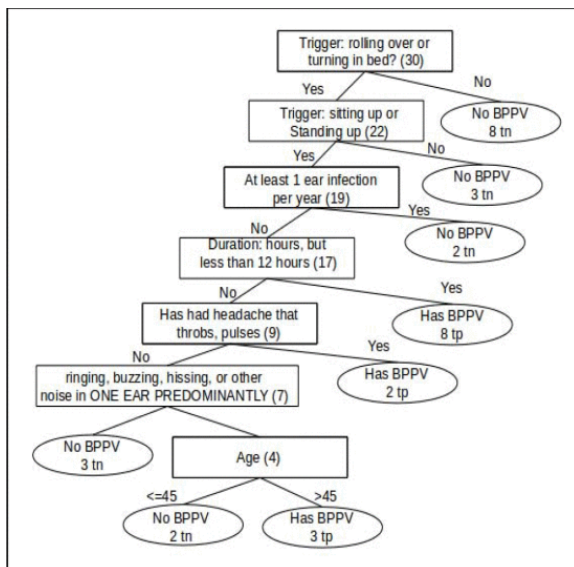 Trigger: rolling over or
turning in bed? (30)
Yes
No
No BPPV
8 tn
Trigger: sitting up or
Standing up (22)
Yes
No
No BPPV
3 tn
At least 1 ear infection
per year (19)
No
Yes
No BPPV
2 tn
Duration: hours, but
less than 12 hours (17)
No
Yes
Has BPPV
8 tp
Has had headache that
throbs, pulses (9)
No
Yes
Has BPPV
2 tp
ringing, buzzing, hissing, or other
noise in ONE EAR PREDOMINANTLY (7)
No BPPV
3 tn
Age (4)
<=45
>45
No BPPV
2 tn
Has BPPV
3 tp